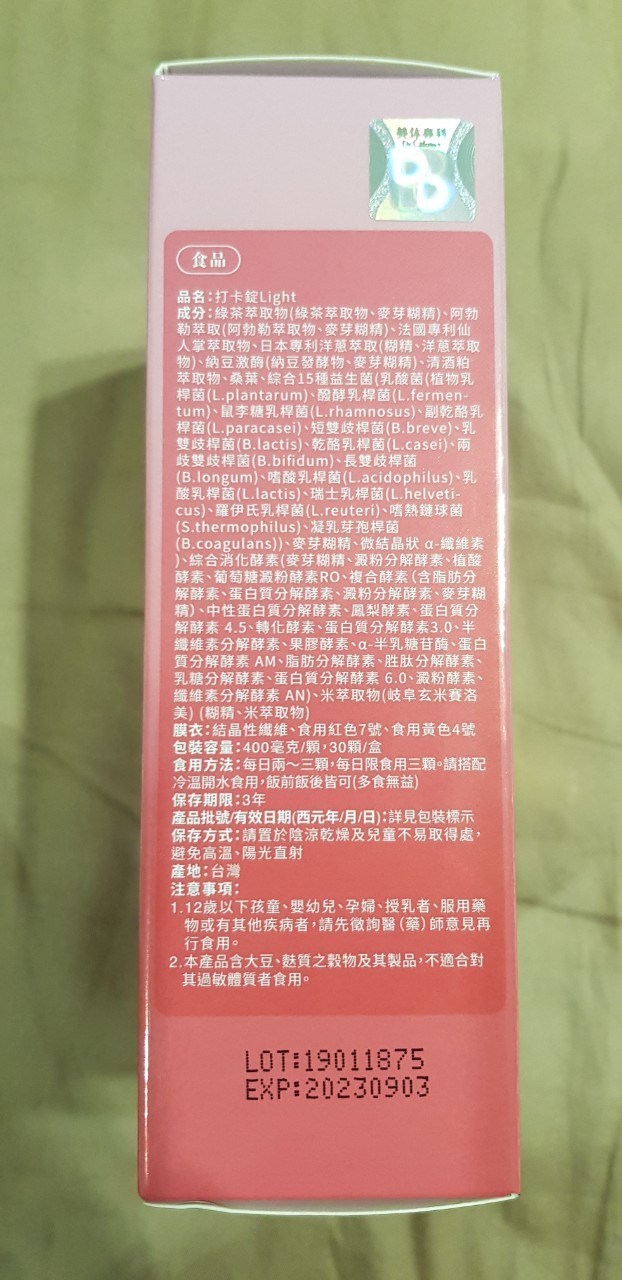 食品
品名:打卡錠Light
成分:綠茶萃取物(綠茶萃取物、麥芽糊精)、阿勃
勒萃取(阿勃勒萃取物、麥芽糊精)、法國專利仙
人掌萃取物、日本專利洋蔥萃取(糊精、洋蔥萃取
物)、納豆激酶(納豆發酵物、麥芽糊精)、清酒粕
萃取物、桑葉、綜合15種益生菌(乳酸菌(植物乳
桿菌(L.plantarum)、醱酵乳桿菌(L.fermen-
tum)、鼠李糖乳桿菌(L.rhamnosus)、副乾酪乳
桿菌(L.paracasei)、短雙歧桿菌(B.breve)、乳
雙歧桿菌(B.lactis)、乾酪乳桿菌(L.casei)、兩
歧雙歧桿菌(B.bifidum)、長雙歧桿菌
(B.longum)、嗜酸乳桿菌(L.acidophilus)、乳
酸乳桿菌(L.lactis)、瑞士乳桿菌(L.helveti-
cus)、羅伊氏乳桿菌(L.reuteri)、嗜熱鏈球菌
(S.thermophilus)、凝乳芽孢桿菌
(B.coagulans))、麥芽糊精、微結晶狀 α-纖維素
)、綜合消化酵素(麥芽糊精、澱粉分解酵素、植酸
酵素、葡萄糖澱粉酵素RO、複合酵素(含脂肪分
解酵素、蛋白質分解酵素、澱粉分解酵素、麥芽糊
精)、中性蛋白質分解酵素、鳳梨酵素、蛋白質分
解酵素 4.5、轉化酵素、蛋白質分解酵素3.0、半
纖維素分解酵素、果膠酵素、α-半乳糖苷酶、蛋白
質分解酵素 AM、脂肪分解酵素、胜肽分解酵素、
乳糖分解酵素、蛋白質分解酵素 6.0、澱粉酵素、
纖維素分解酵素 AN)、米萃取物(岐阜玄米賽洛
美) (糊精、米萃取物)
膜衣:結晶性纖維、食用紅色7號、食用黃色4號
包裝容量:400毫克/顆,30顆/盒
食用方法:每日兩～三顆,每日限食用三顆。請搭配
冷溫開水食用,飯前飯後皆可(多食無益)
保存期限:3年
產品批號/有效日期(西元年/月/日):詳見包裝標示
保存方式:請置於陰涼乾燥及兒童不易取得處,
避免高溫、陽光直射
產地:台灣
注意事項:
1.12歲以下孩童、嬰幼兒、孕婦、授乳者、服用藥
物或有其他疾病者,請先徵詢醫(藥)師意見再
行食用。
2.本產品含大豆、麩質之穀物及其製品,不適合對
其過敏體質者食用。
LOT:19011875
EXP:20230903